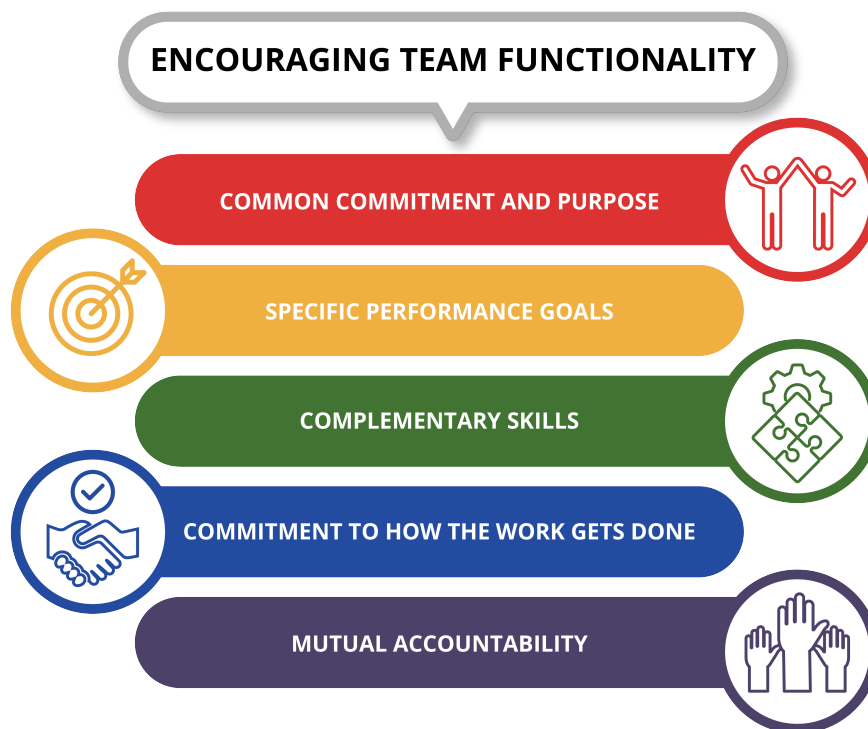 ENCOURAGING TEAM FUNCTIONALITY
COMMON COMMITMENT AND PURPOSE
SPECIFIC PERFORMANCE GOALS
COMPLEMENTARY SKILLS
COMMITMENT TO HOW THE WORK GETS DONE
MUTUAL ACCOUNTABILITY